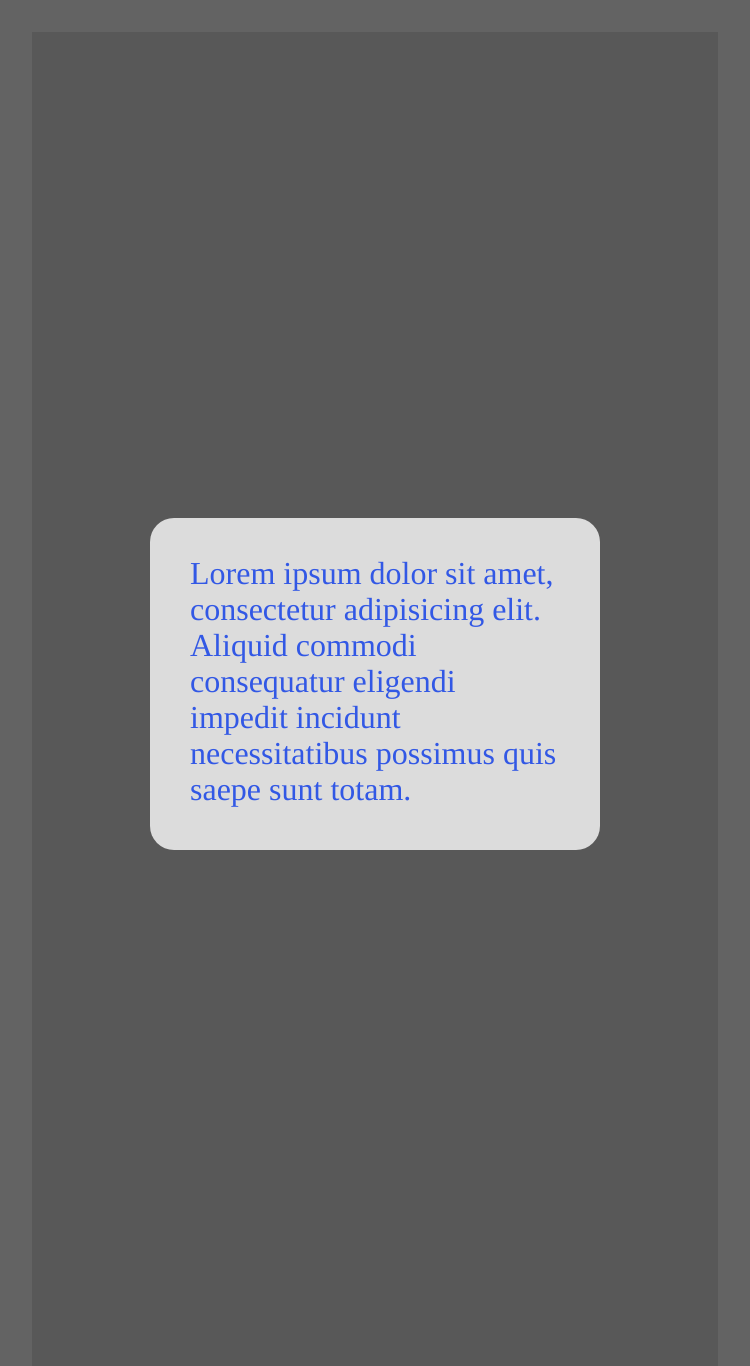 Lorem ipsum dolor sit amet,
consectetur adipisicing elit.
Aliquid commodi
consequatur eligendi
impedit incidunt
necessitatibus possimus quis
saepe sunt totam.